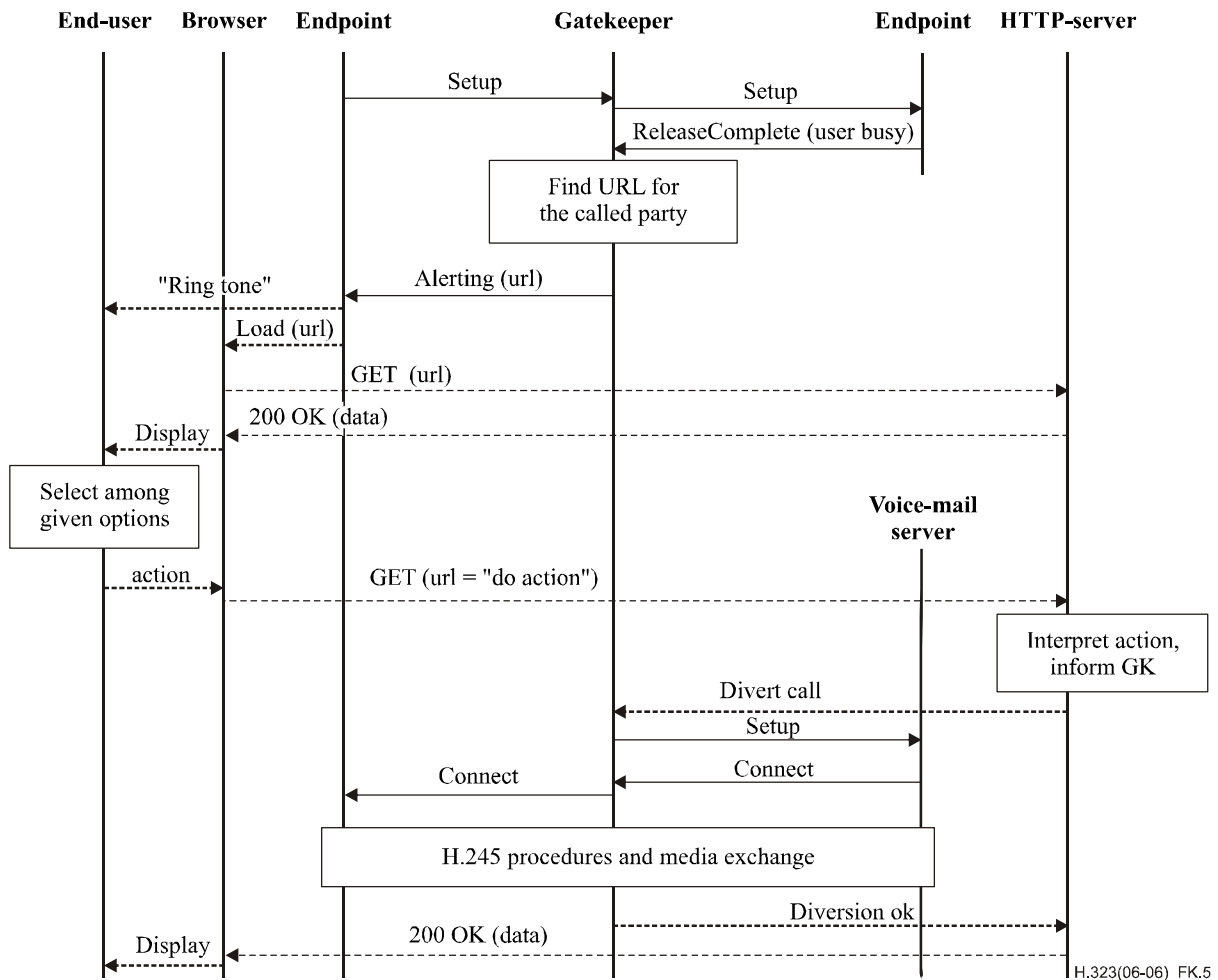 End-user Browser Endpoint Gatekeeper Endpoint HTTP-server
Setup
Setup
ReleaseComplete (user busy)
Find URL for
the called party
Alerting (url)
"Ring tone"
Load (url)
GET (url)
200 OK (data)
Display
Select among
given options
Voice-mail
server
action
GET (url = "do action")
Interpret action,
inform GK
Divert call
Setup
Connect
Connect
H.245 procedures and media exchange
Diversion ok
200 OK (data)
Display
H.323(06-06)_FK.5